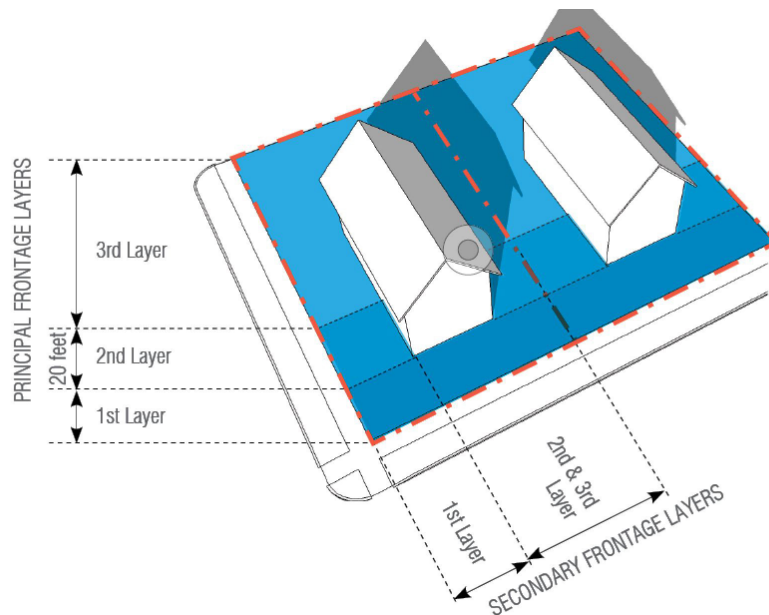 PRINCIPAL FRONTAGE LAYERS
3rd Layer
20 feet
2nd Layer
1st Layer
1st Layer
2nd & 3rd
Layer
SECONDARY FRONTAGE LAYERS